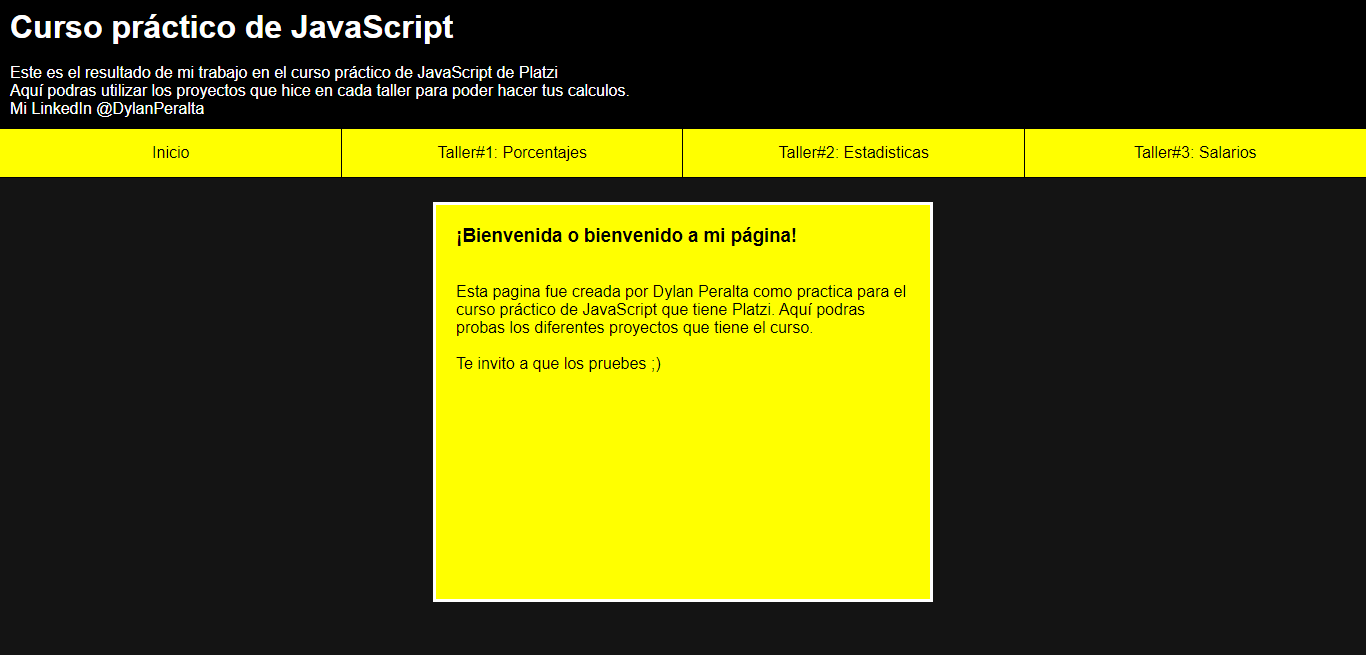 Curso práctico de JavaScript
Este es el resultado de mi trabajo en el curso práctico de JavaScript de Platzi
Aquí podras utilizar los proyectos que hice en cada taller para poder hacer tus calculos.
Mi LinkedIn @DylanPeralta
Inicio
Taller#1: Porcentajes
Taller#2: Estadisticas
Taller#3: Salarios
¡Bienvenida o bienvenido a mi página!
Esta pagina fue creada por Dylan Peralta como practica para el
curso práctico de JavaScript que tiene Platzi. Aquí podras
probas los diferentes proyectos que tiene el curso.
Te invito a que los pruebes ;)